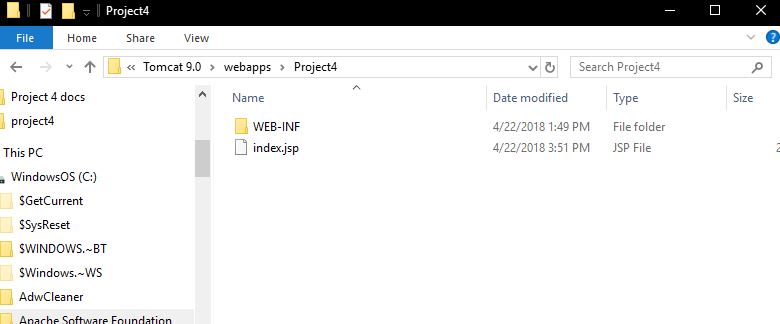 Project4
File Home Share View
« Tomcat 9.0 > webapps > Project4 Search Project4
Name Date modified Type Size
Project 4 docs
project4
This PC
WindowsOS (C:)
$GetCurrent
$SysReset
$WINDOWS.~BT
$Windows.~WS
AdwCleaner
Apache Software Foundation
WEB-INF 4/22/2018 1:49 PM File folder
index.jsp 4/22/2018 3:51 PM JSP File 2